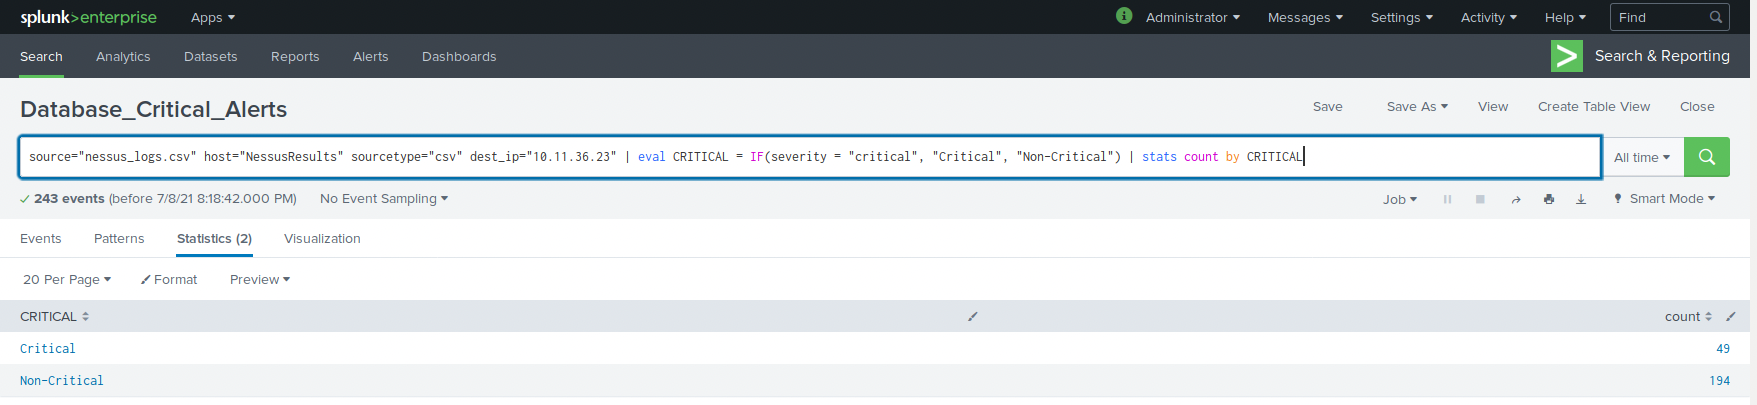 splunk>enterprise Apps Administrator Messages Settings Activity Help Find
Search Analytics Datasets Reports Alerts Dashboards Search & Reporting
Database_Critical_Alerts Save Save As View Create Table View Close
source="nessus_logs.csv" host="NessusResults" sourcetype="csv" dest_ip="10.11.36.23" | eval CRITICAL = IF(severity = "critical", "Critical", "Non-Critical") | stats count by CRITICAL All time
243 events (before 7/8/21 8:18:42.000 PM) No Event Sampling Job Smart Mode
Events Patterns Statistics (2) Visualization
20 Per Page Format Preview
CRITICAL count
Critical 49
Non-Critical 194